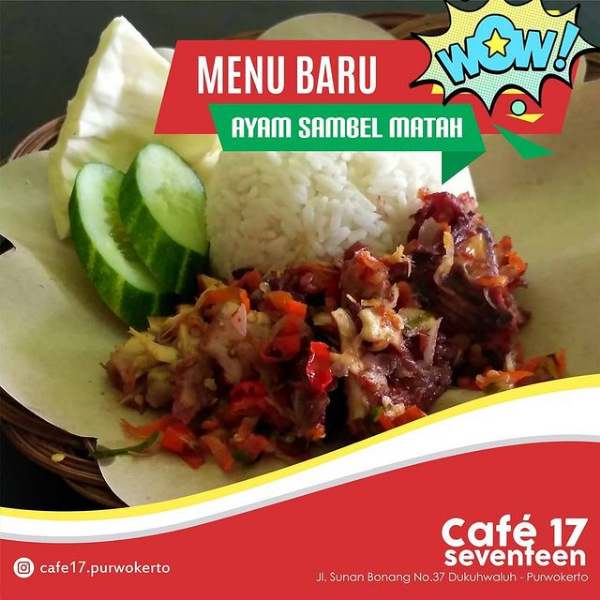 WOW!
MENU BARU
AYAM SAMBEL MATAH
Café 17
seventeen
Jl. Sunan Bonang No.37 Dukuhwaluh - Purwokerto
cafe17.purwokerto